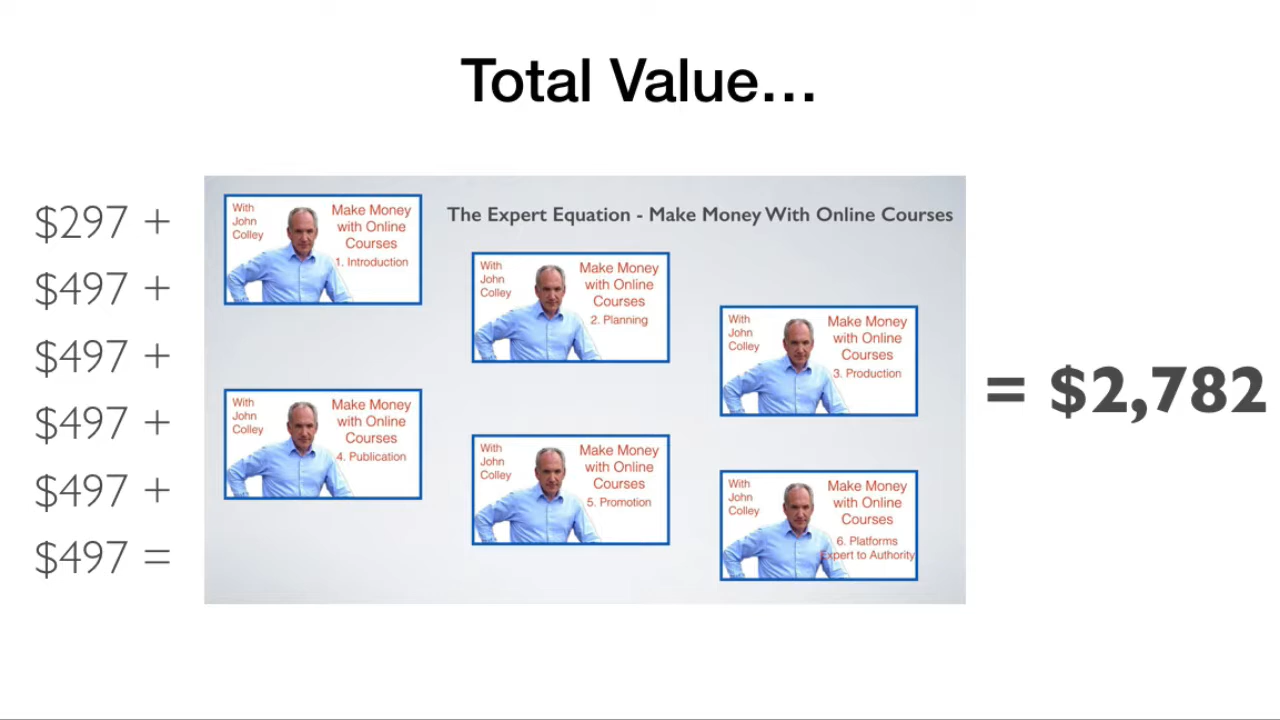 Total Value…
$297 +
$497 +
$497 +
$497 +
$497 +
$497 =
The Expert Equation - Make Money With Online Courses
With
John
Colley
Make Money
with Online
Courses
1. Introduction
With
John
Colley
Make Money
with Online
Courses
2. Planning
With
John
Colley
Make Money
with Online
Courses
3. Production
With
John
Colley
Make Money
with Online
Courses
4. Publication
With
John
Colley
Make Money
with Online
Courses
5. Promotion
With
John
Colley
Make Money
with Online
Courses
6. Platforms
Expert to Authority
= $2,782